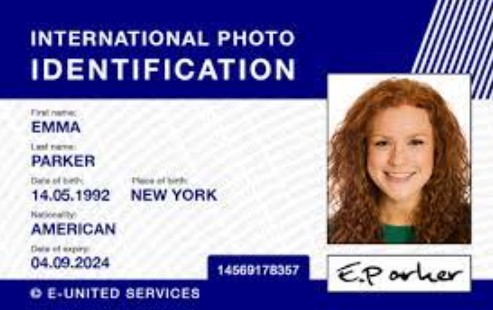 INTERNATIONAL PHOTO
IDENTIFICATION
First name:
EMMA
Last name:
PARKER
Date of birth: Place of birth:
14.05.1992 NEW YORK
Nationality:
AMERICAN
Date of expiry:
04.09.2024
14569178357
E.Parker
© E-UNITED SERVICES